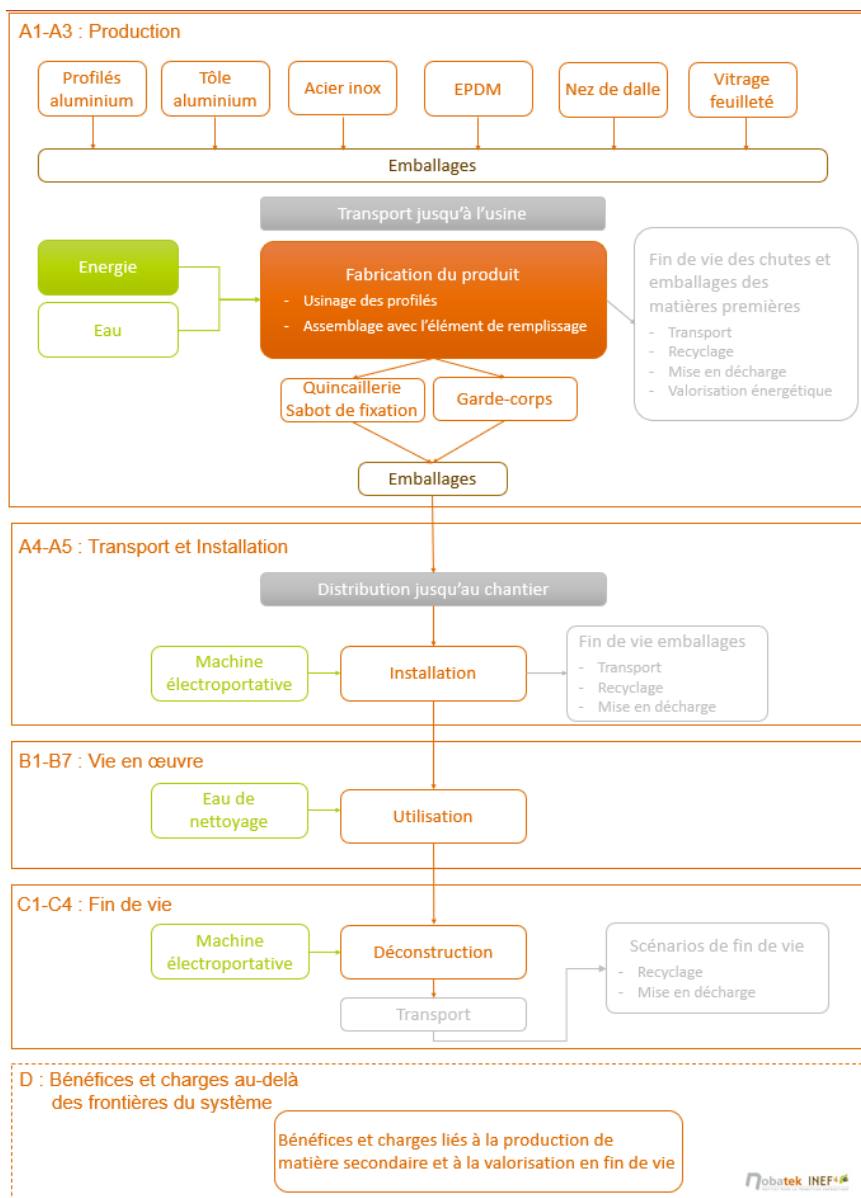 A1-A3 : Production
Profilés
aluminium
Tôle
aluminium
Acier inox
EPDM
Nez de dalle
Vitrage
feuilleté
Emballages
Transport jusqu'à l'usine
Energie
Eau
Fabrication du produit
- Usinage des profilés
- Assemblage avec l'élément de remplissage
Fin de vie des chutes et
emballages des
matières premières
- Transport
- Recyclage
- Mise en décharge
- Valorisation énergétique
Quincaillerie
Sabot de fixation
Garde-corps
Emballages
A4-A5 : Transport et Installation
Distribution jusqu'au chantier
Machine
électroportative
Installation
Fin de vie emballages
- Transport
- Recyclage
- Mise en décharge
B1-B7 : Vie en œuvre
Eau de
nettoyage
Utilisation
C1-C4 : Fin de vie
Machine
électroportative
Déconstruction
Transport
Scénarios de fin de vie
- Recyclage
- Mise en décharge
D : Bénéfices et charges au-delà
des frontières du système
Bénéfices et charges liés à la production de
matière secondaire et à la valorisation en fin de vie
nobatek INEF4